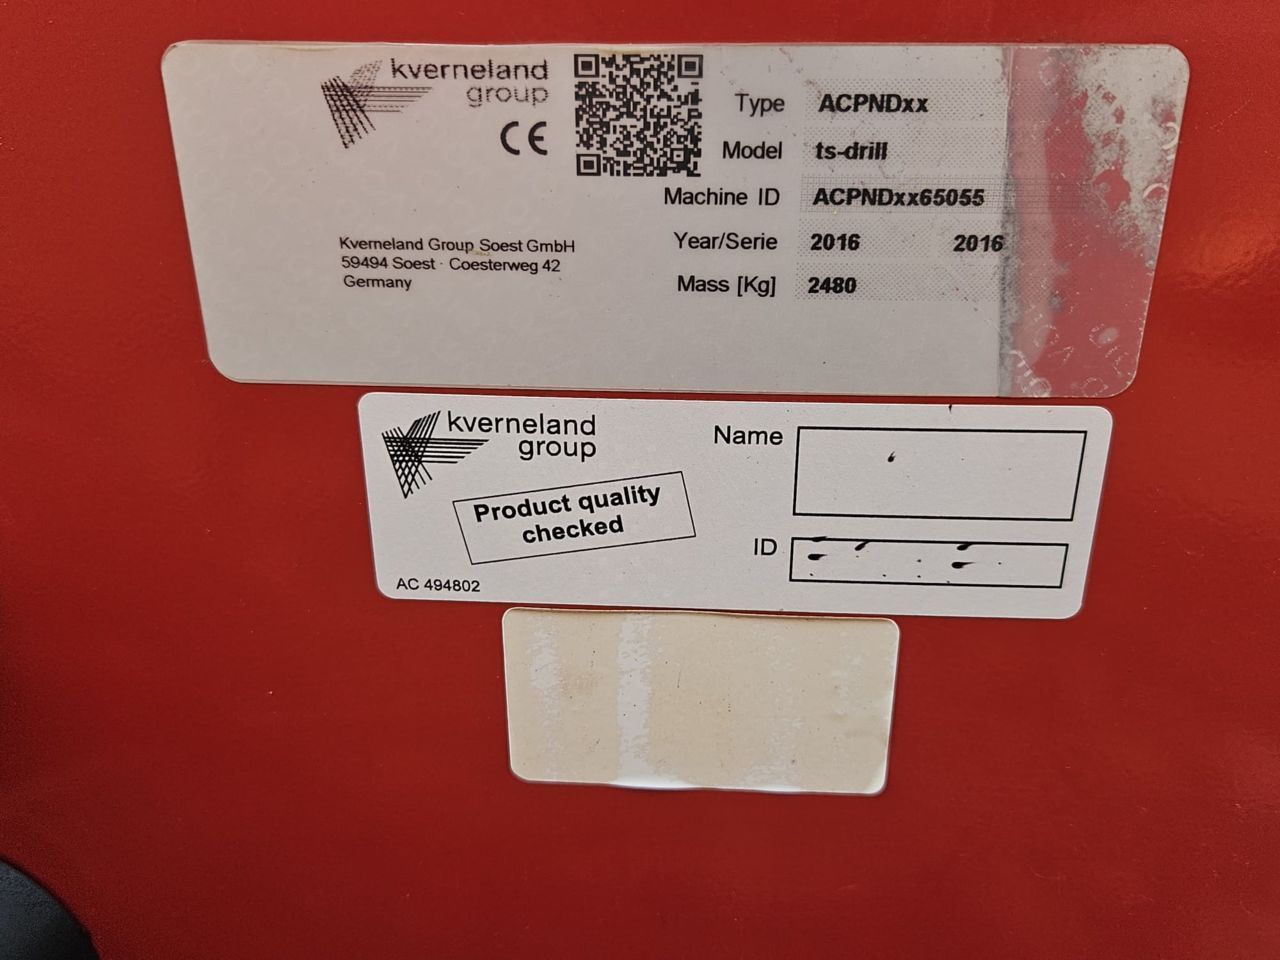 kverneland
group
CE
Type ACPNDxx
Model ts-drill
Machine ID ACPNDxx65055
Year/Serie 2016 2016
Mass [Kg] 2480
Kverneland Group Soest GmbH
59494 Soest · Coesterweg 42
Germany
kverneland
group
Product quality
checked
AC 494802
Name
ID